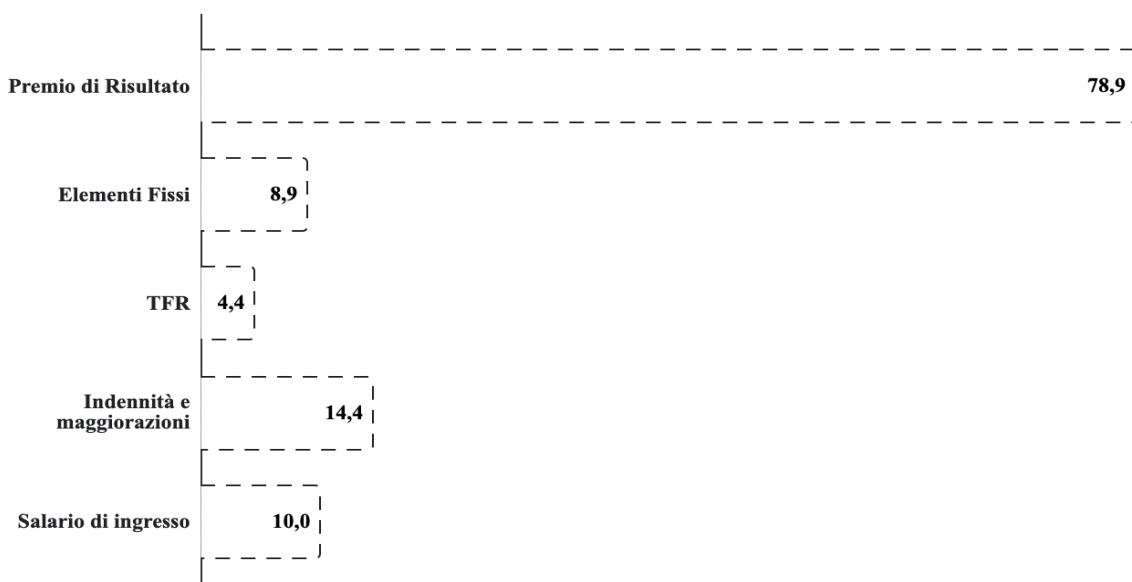 Premio di Risultato
78,9
Elementi Fissi
8,9
TFR
4,4
Indennità e
maggiorazioni
14,4
Salario di ingresso
10,0